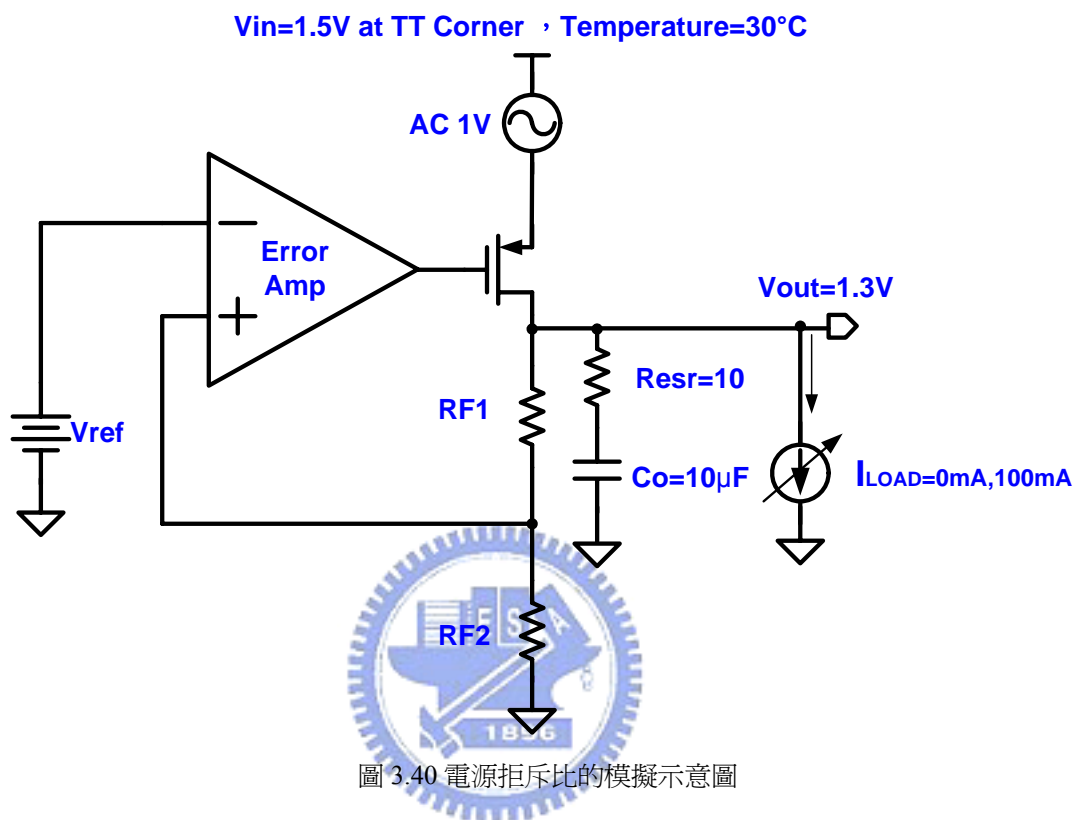 Vin=1.5V at TT Corner ，Temperature=30°C
AC 1V
Error
Amp
Vout=1.3V
Resr=10
RF1
Vref
Co=10μF
ILOAD=0mA,100mA
E S A
RF2
1896
圖 3.40 電源拒斥比的模擬示意圖